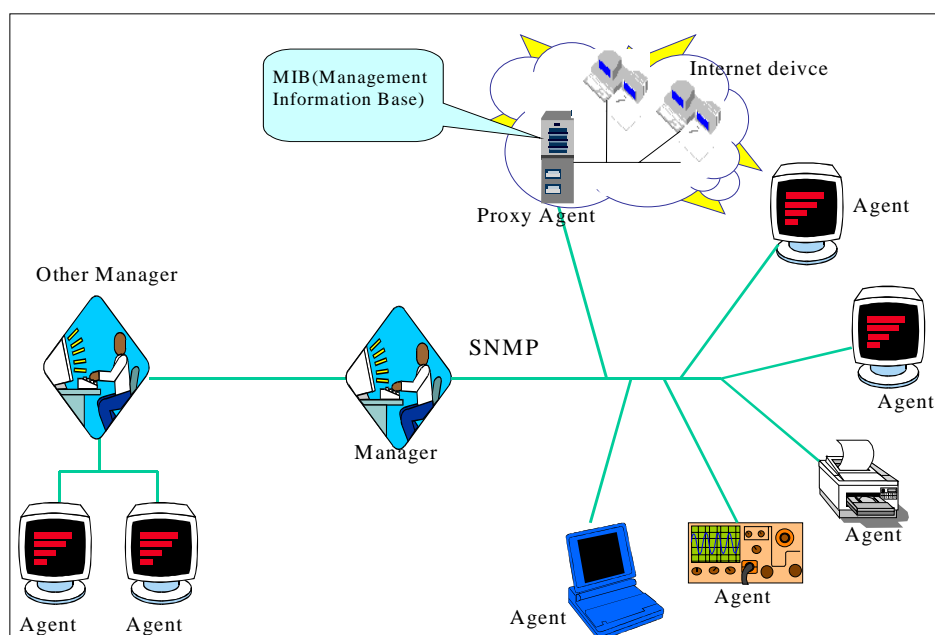 MIB(Management
Information Base)
Internet deivce
Proxy Agent
Agent
Other Manager
SNMP
Agent
Manager
Agent
Agent
Agent
Agent
Agent